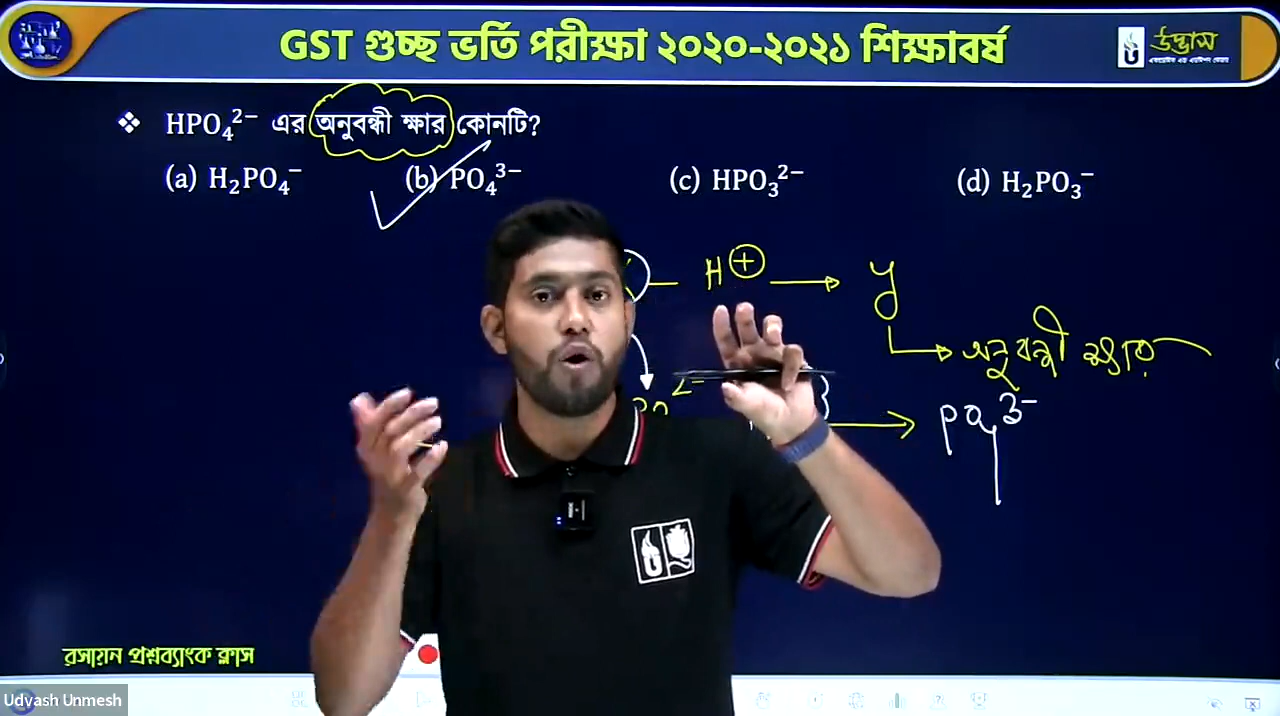 GST গুচ্ছ ভর্তি পরীক্ষা ২০২০-২০২১ শিক্ষাবর্ষ
উদ্ভাস
❖ HPO₄²⁻ এর অনুবন্ধী ক্ষার কোনটি?
(a) H₂PO₄⁻ (b) PO₄³⁻ (c) HPO₃²⁻ (d) H₂PO₃⁻
H⊕ → y
অনুবন্ধী ক্ষার
→ PO₄³⁻
রসায়ন প্রশ্নব্যাংক ক্লাস
Udvash Unmesh